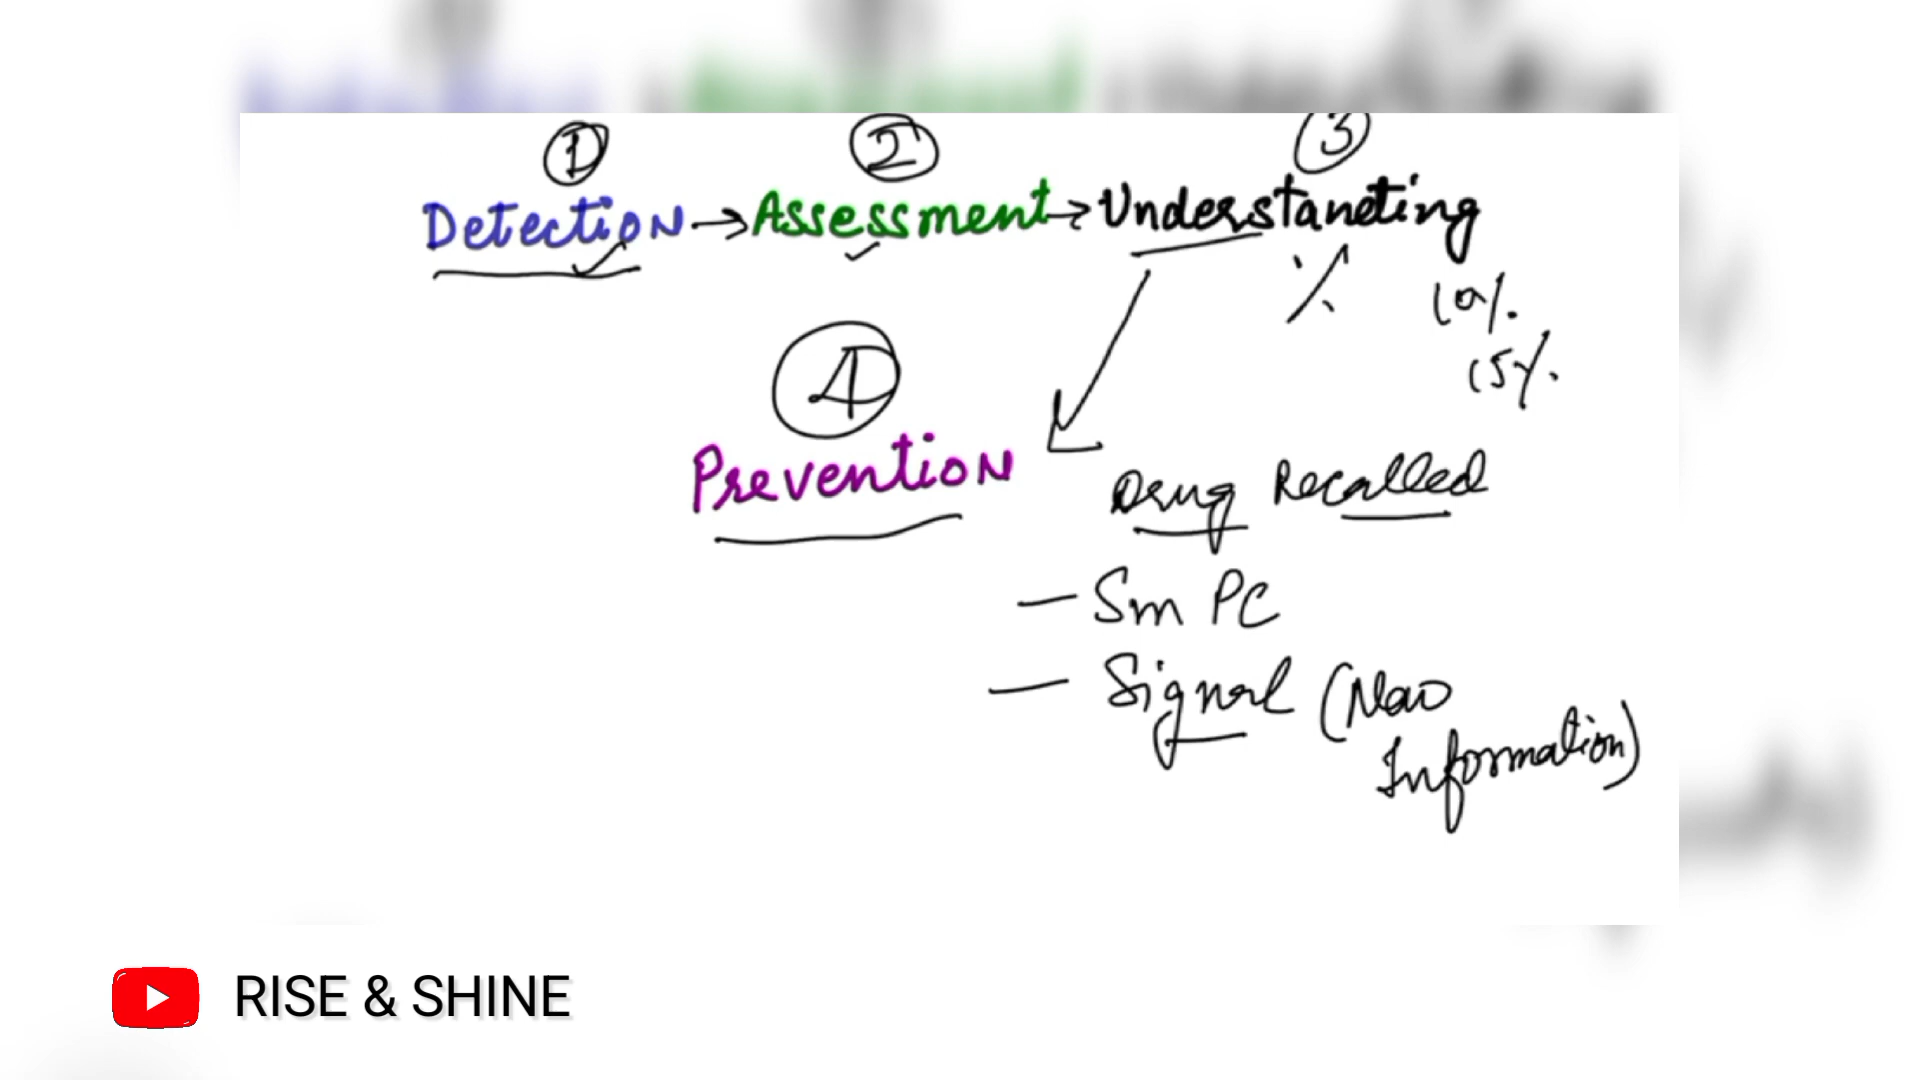 ① ② ③
Detection → Assessment → Understanding
% 10%.
15%.
④
Prevention
Drug Recalled
— SmPC
— Signal (New
Information)
RISE & SHINE